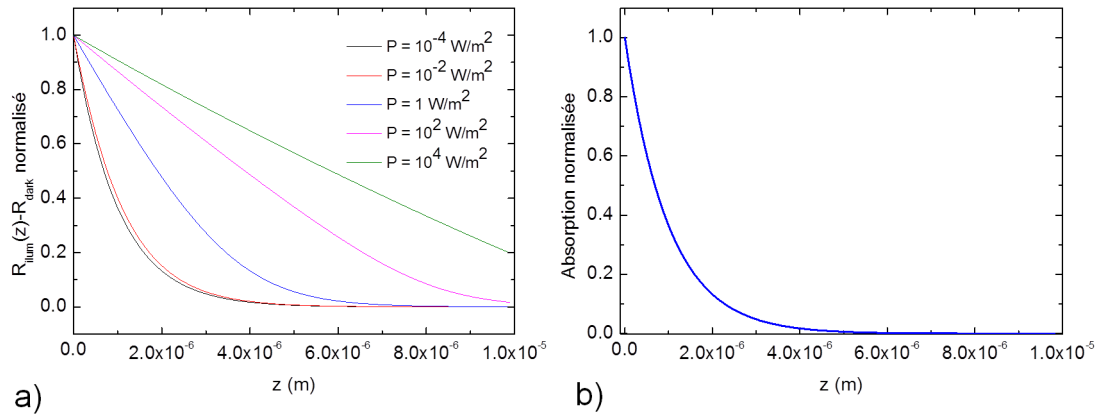 1.0
0.8
0.6
0.4
0.2
0.0
R_ilum(z)-R_dark normalisé
P = 10^-4 W/m^2
P = 10^-2 W/m^2
P = 1 W/m^2
P = 10^2 W/m^2
P = 10^4 W/m^2
0.0 2.0x10^-6 4.0x10^-6 6.0x10^-6 8.0x10^-6 1.0x10^-5
z (m)
a)
1.0
0.8
0.6
0.4
0.2
0.0
Absorption normalisée
0.0 2.0x10^-6 4.0x10^-6 6.0x10^-6 8.0x10^-6 1.0x10^-5
z (m)
b)